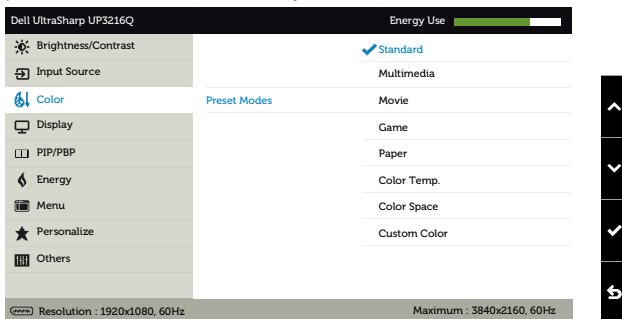 Dell UltraSharp UP3216Q
Energy Use
Brightness/Contrast
Standard
Input Source
Multimedia
Color
Preset Modes
Movie
Display
Game
PIP/PBP
Paper
Energy
Color Temp.
Menu
Color Space
Personalize
Custom Color
Others
Resolution : 1920x1080, 60Hz
Maximum : 3840x2160, 60Hz